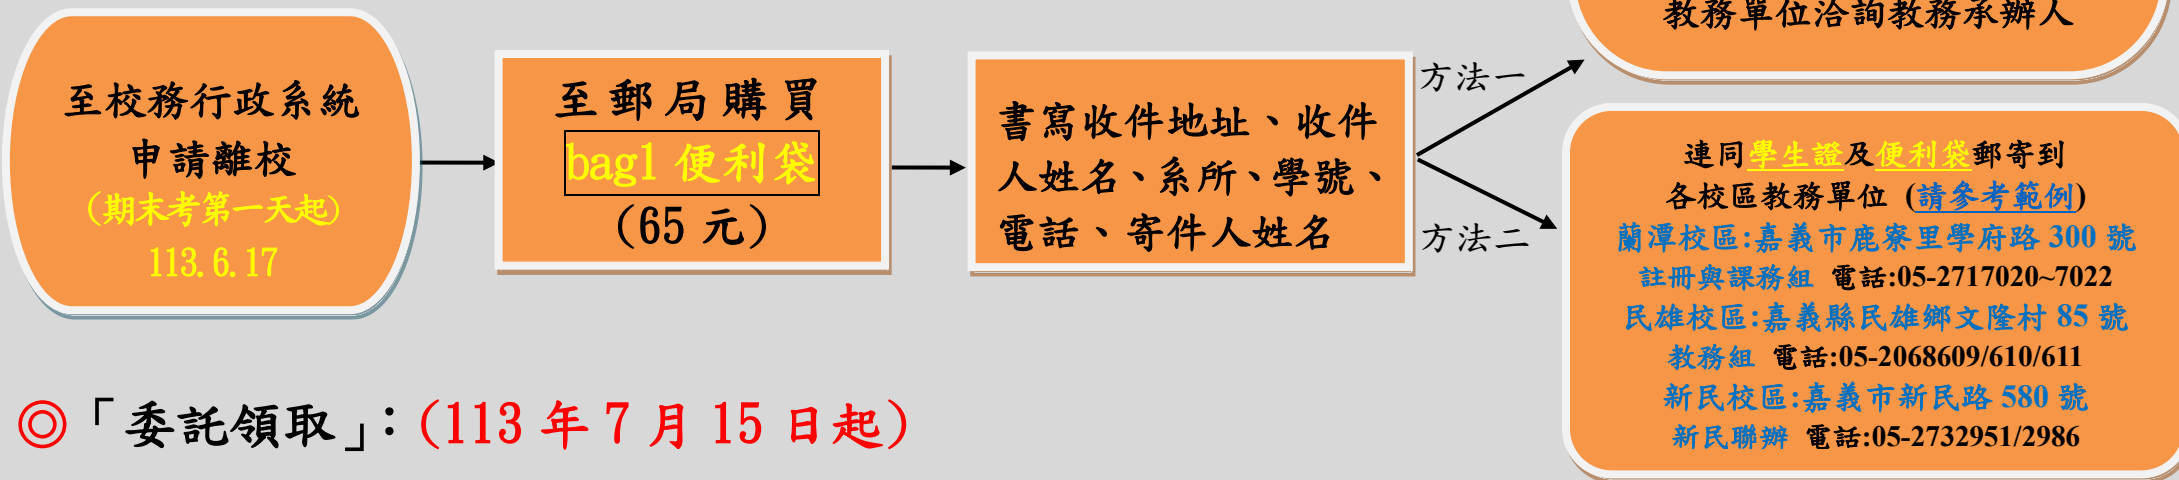 至校務行政系統
申請離校
(期末考第一天起)
113.6.17
至郵局購買
bag1 便利袋
(65 元)
書寫收件地址、收件
人姓名、系所、學號、
電話、寄件人姓名
方法一
教務單位洽詢教務承辦人
方法二
連同學生證及便利袋郵寄到
各校區教務單位 (請參考範例)
蘭潭校區:嘉義市鹿寮里學府路 300 號
註冊與課務組 電話:05-2717020~7022
民雄校區:嘉義縣民雄鄉文隆村 85 號
教務組 電話:05-2068609/610/611
新民校區:嘉義市新民路 580 號
新民聯辦 電話:05-2732951/2986
◎「委託領取」:(113 年 7 月 15 日起)